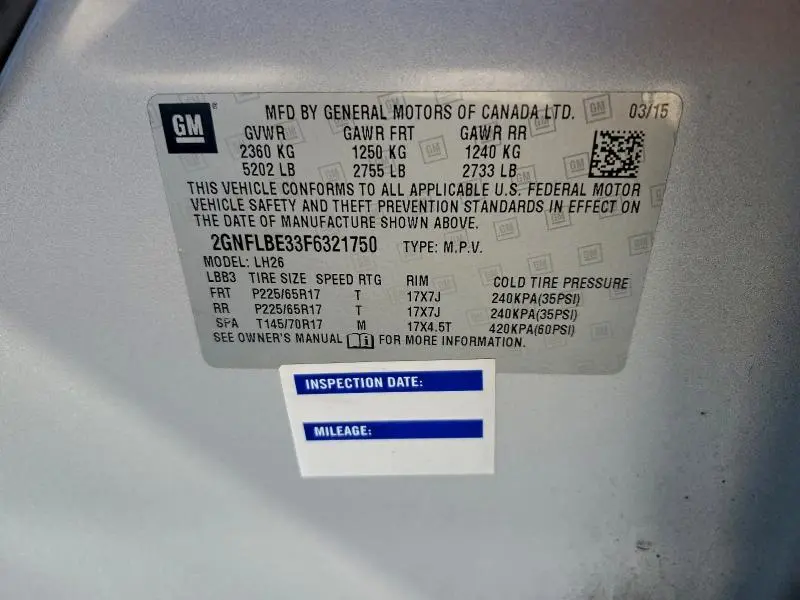 GM
MFD BY GENERAL MOTORS OF CANADA LTD. 03/15
GVWR GAWR FRT GAWR RR
2360 KG 1250 KG 1240 KG
5202 LB 2755 LB 2733 LB
THIS VEHICLE CONFORMS TO ALL APPLICABLE U.S. FEDERAL MOTOR
VEHICLE SAFETY AND THEFT PREVENTION STANDARDS IN EFFECT ON
THE DATE OF MANUFACTURE SHOWN ABOVE.
2GNFLBE33F6321750 TYPE: M.P.V.
MODEL: LH26
LBB3 TIRE SIZE SPEED RTG RIM COLD TIRE PRESSURE
FRT P225/65R17 T 17X7J 240KPA(35PSI)
RR P225/65R17 T 17X7J 240KPA(35PSI)
SPA T145/70R17 M 17X4.5T 420KPA(60PSI)
SEE OWNER'S MANUAL FOR MORE INFORMATION.
INSPECTION DATE:
MILEAGE: